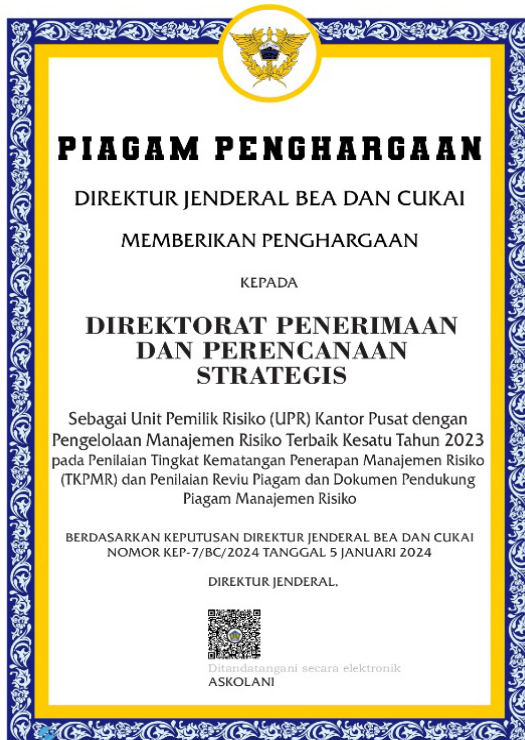 PIAGAM PENGHARGAAN
DIREKTUR JENDERAL BEA DAN CUKAI
MEMBERIKAN PENGHARGAAN
KEPADA
DIREKTORAT PENERIMAAN
DAN PERENCANAAN
STRATEGIS
Sebagai Unit Pemilik Risiko (UPR) Kantor Pusat dengan
Pengelolaan Manajemen Risiko Terbaik Kesatu Tahun 2023
pada Penilaian Tingkat Kematangan Penerapan Manajemen Risiko
(TKPMR) dan Penilaian Reviu Piagam dan Dokumen Pendukung
Piagam Manajemen Risiko
BERDASARKAN KEPUTUSAN DIREKTUR JENDERAL BEA DAN CUKAI
NOMOR KEP-7/BC/2024 TANGGAL 5 JANUARI 2024
DIREKTUR JENDERAL,
Ditandatangani secara elektronik
ASKOLANI